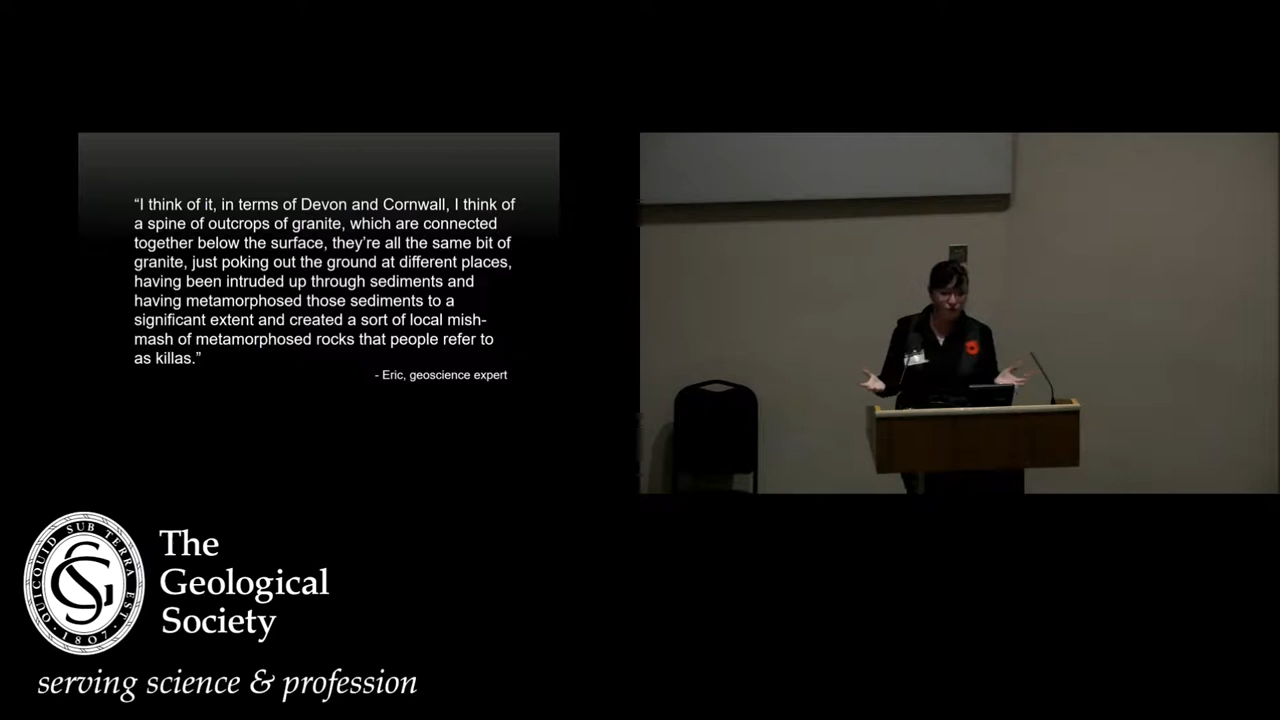 “I think of it, in terms of Devon and Cornwall, I think of
a spine of outcrops of granite, which are connected
together below the surface, they’re all the same bit of
granite, just poking out the ground at different places,
having been intruded up through sediments and
having metamorphosed those sediments to a
significant extent and created a sort of local mish-
mash of metamorphosed rocks that people refer to
as killas.”
- Eric, geoscience expert
QUICQUID SUB TERRA EST
· 1807 ·
The
Geological
Society
serving science & profession